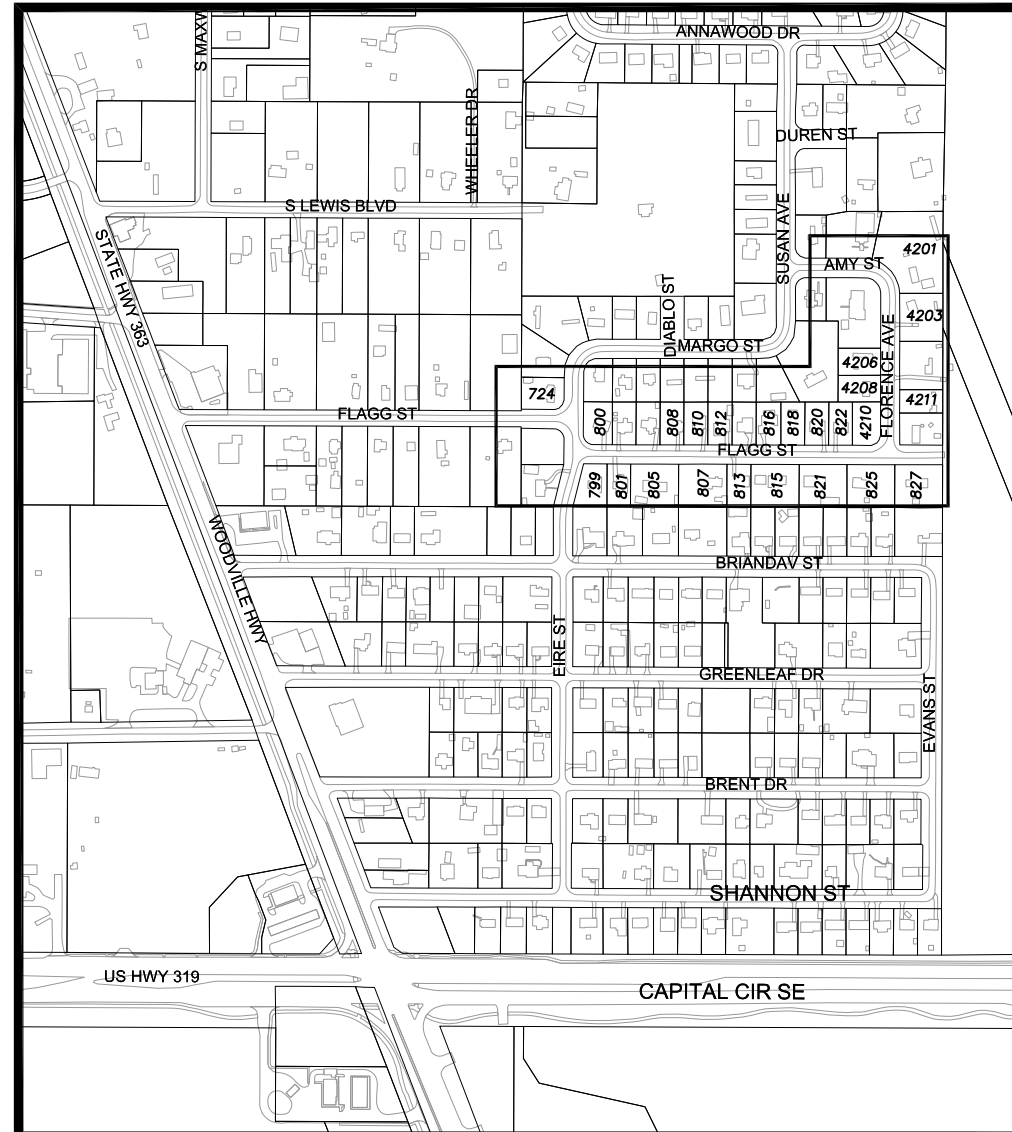 ANNAWOOD DR
S MAXW
WHEELER DR
DUREN ST
S LEWIS BLVD
SUSAN AVE
STATE HWY 363
4201
AMY ST
DIABLO ST
4203
FLORENCE AVE
MARGO ST
4206
4208
724
4211
FLAGG ST
800
808
810
812
816
818
820
822
4210
FLAGG ST
799
801
805
807
813
815
821
825
827
WOODVILLE HWY
BRIANDAV ST
EIRE ST
GREENLEAF DR
EVANS ST
BRENT DR
SHANNON ST
US HWY 319
CAPITAL CIR SE